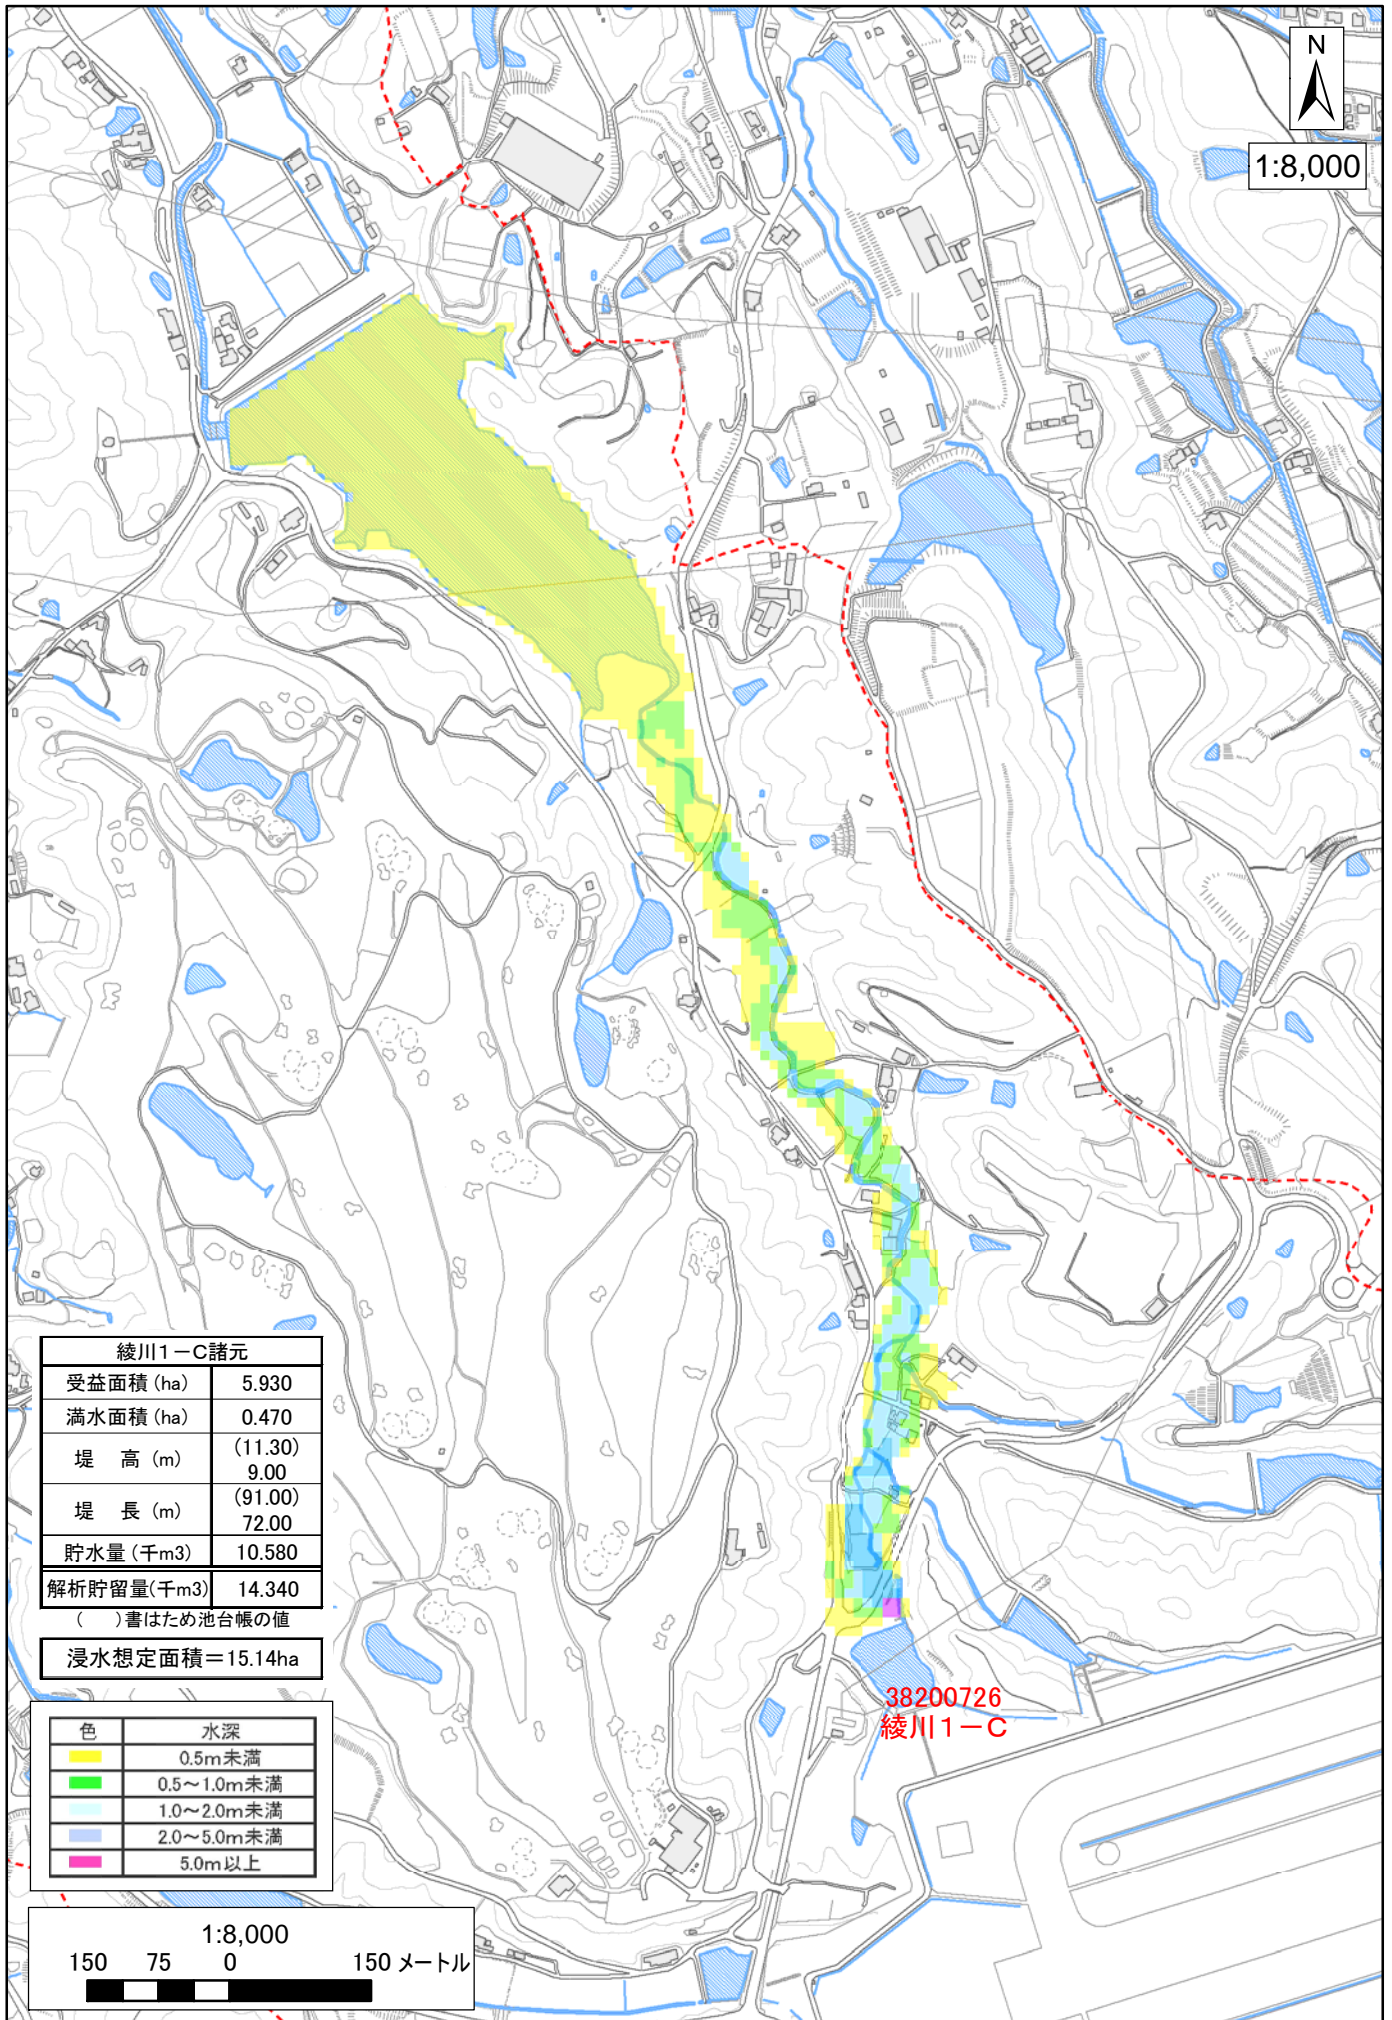 N
1:8,000
綾川1-C諸元
受益面積(ha) 5.930
満水面積(ha) 0.470
堤 高(m) (11.30) 9.00
堤 長(m) (91.00) 72.00
貯水量(千m3) 10.580
解析貯留量(千m3) 14.340
( )書はため池台帳の値
浸水想定面積=15.14ha
38200726
綾川1-C
色 水深
0.5m未満
0.5~1.0m未満
1.0~2.0m未満
2.0~5.0m未満
5.0m以上
1:8,000
150 75 0 150 メートル